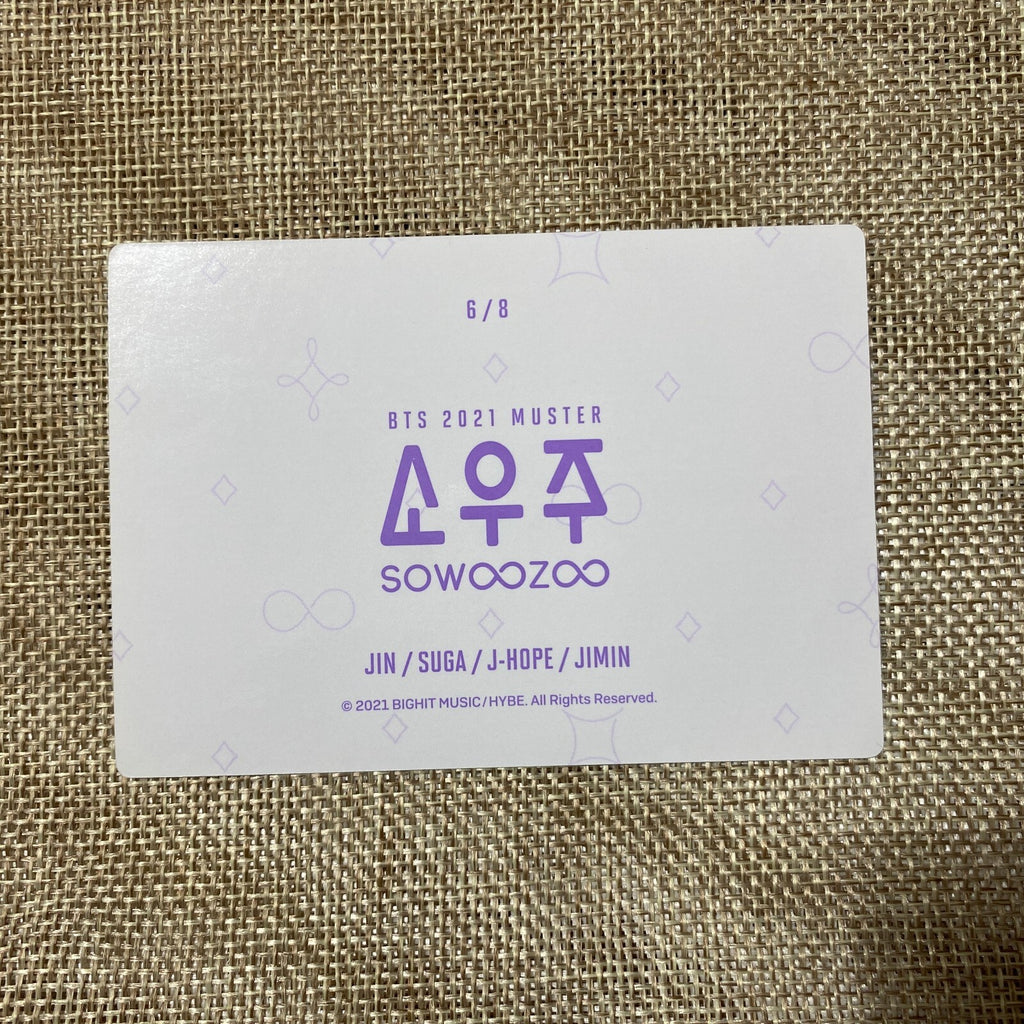 6/8
BTS 2021 MUSTER
소우주
SOWOOZOO
JIN / SUGA / J-HOPE / JIMIN
© 2021 BIGHIT MUSIC/HYBE. All Rights Reserved.